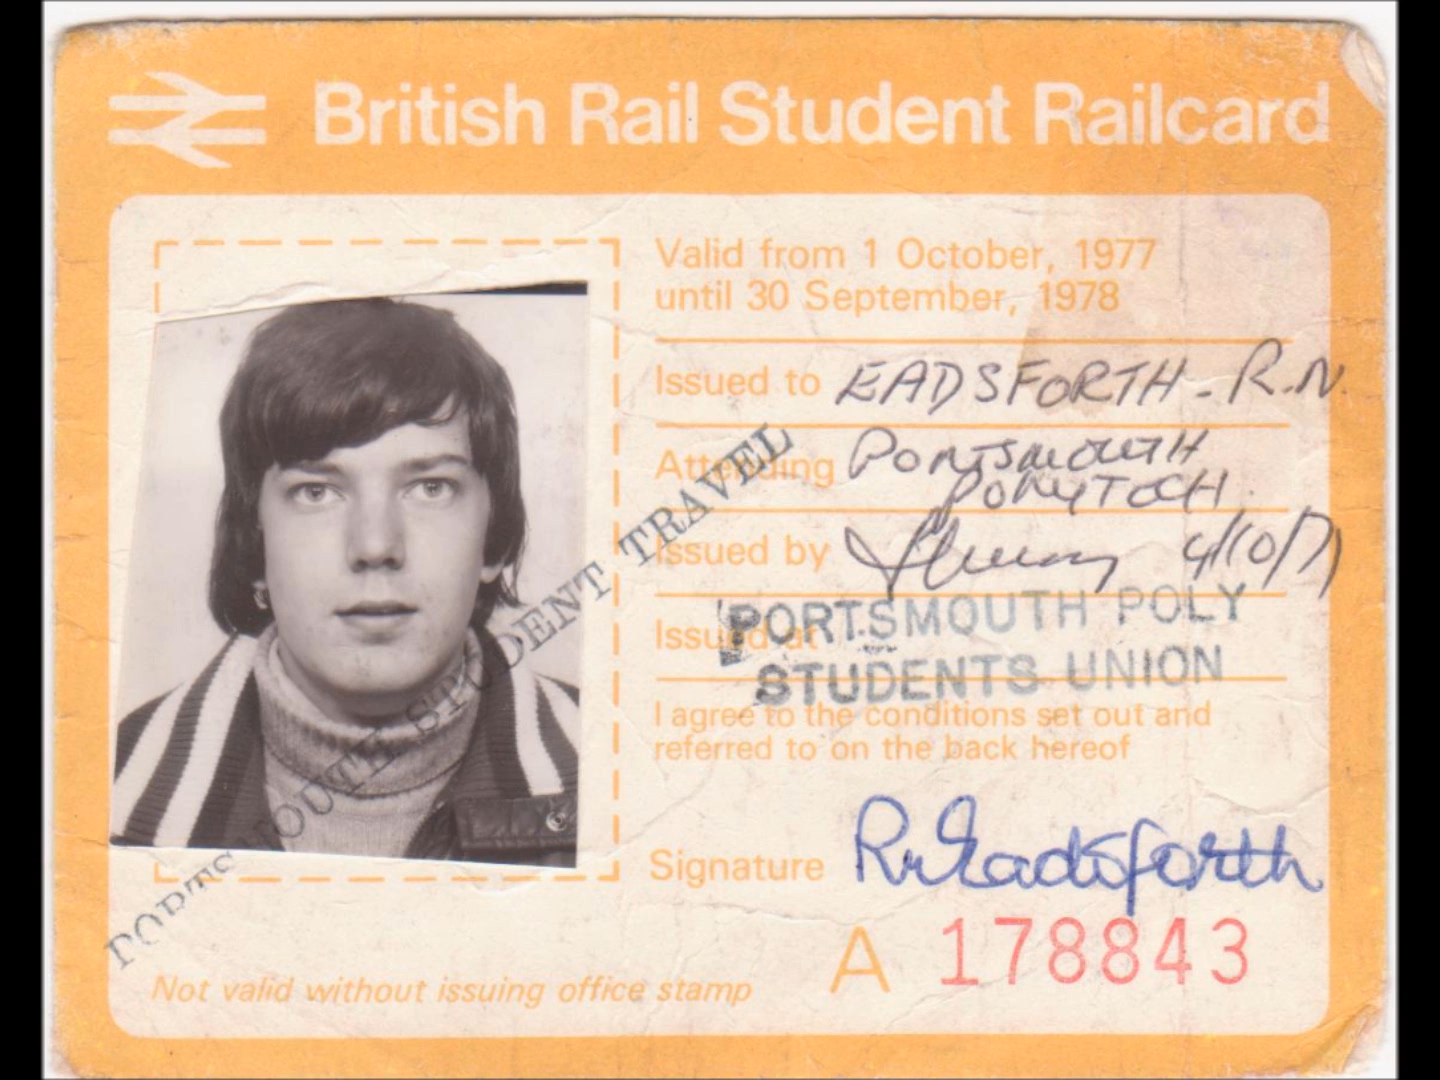 British Rail Student Railcard
Valid from 1 October, 1977
until 30 September, 1978
Issued to EADSFORTH - R.N.
Attending PORTSMOUTH
POLYTECH.
Issued by 4/10/77
Issued at PORTSMOUTH POLY
STUDENTS UNION
I agree to the conditions set out and
referred to on the back hereof
Signature RNEadsforth
A 178843
PORTSMOUTH STUDENT TRAVEL
Not valid without issuing office stamp